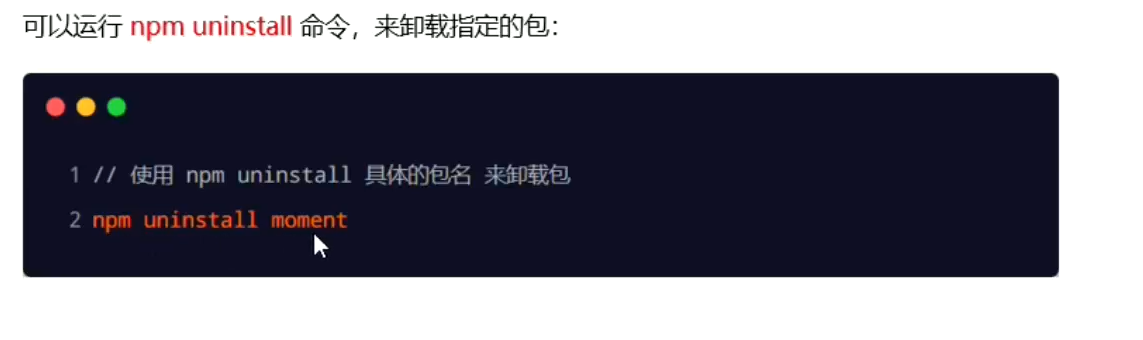 可以运行 npm uninstall 命令，来卸载指定的包：
1 // 使用 npm uninstall 具体的包名 来卸载包
2 npm uninstall moment